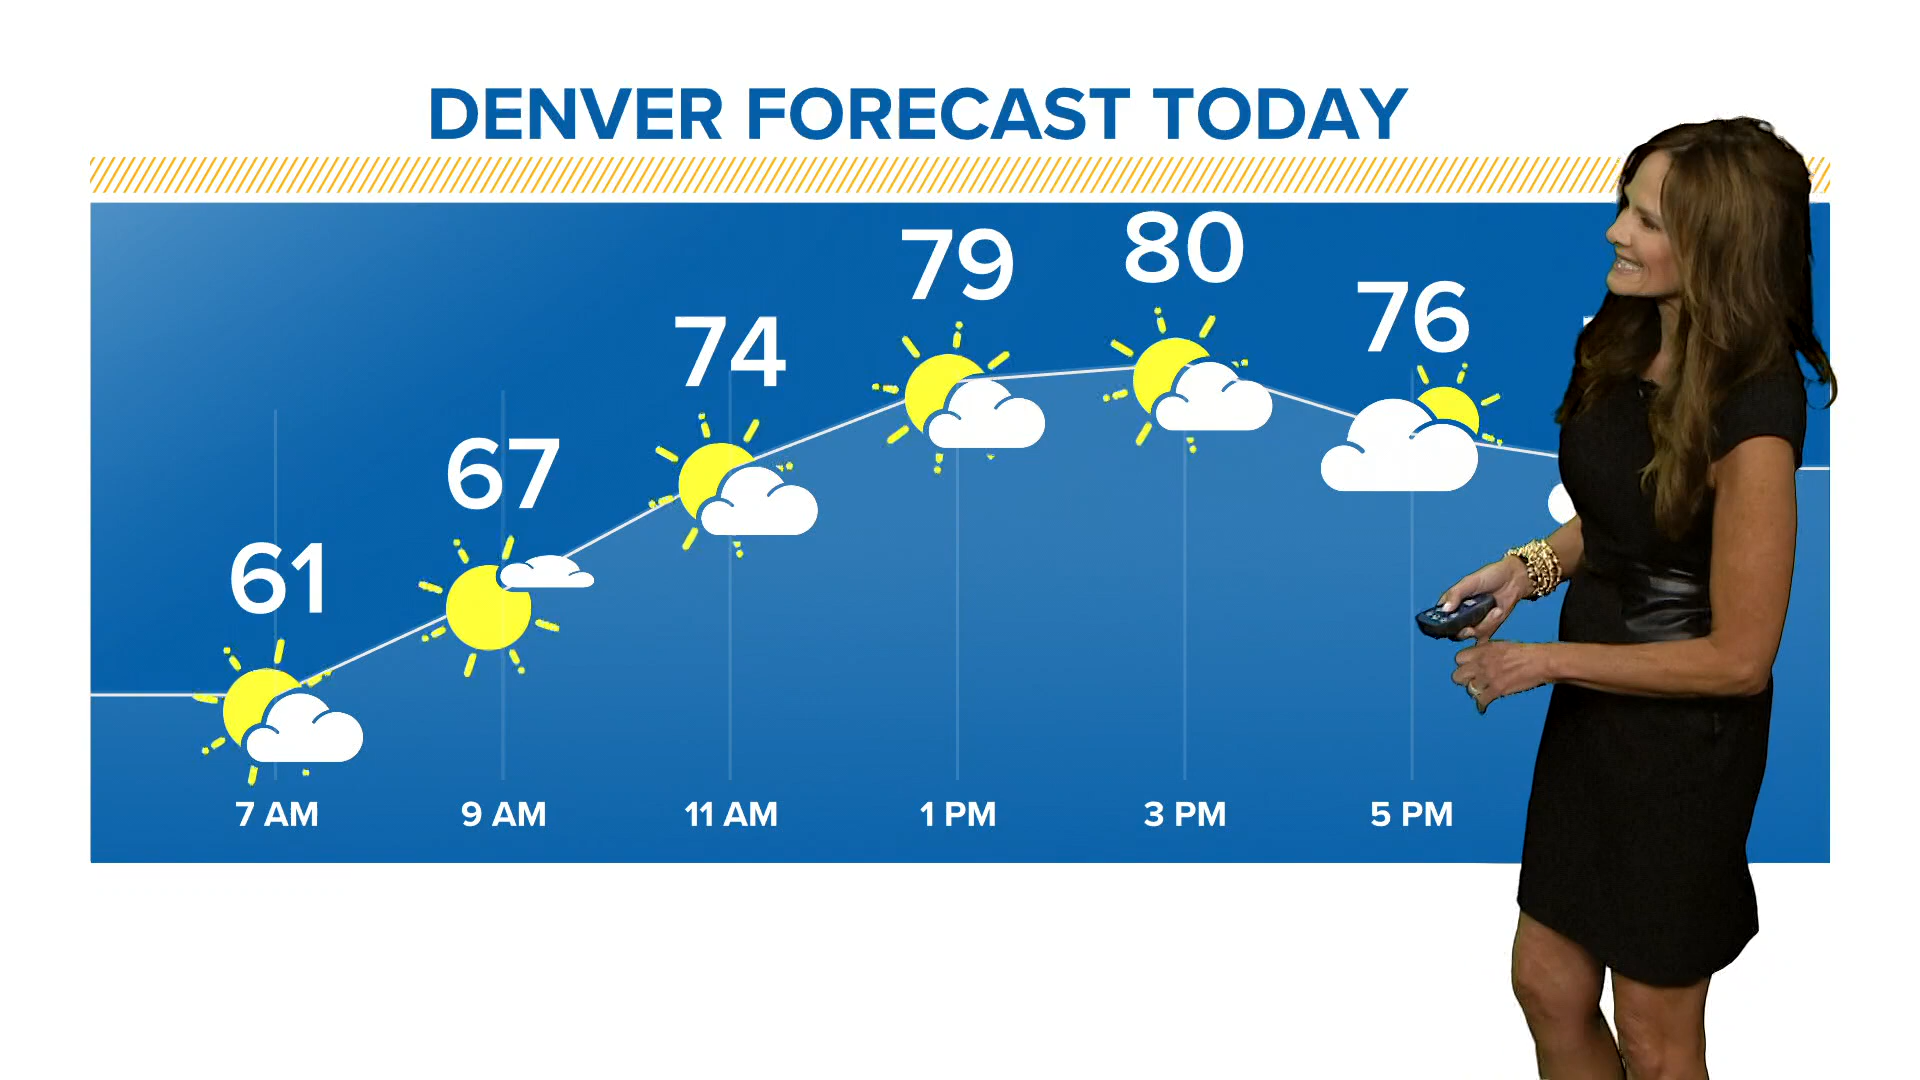 DENVER FORECAST TODAY
61
67
74
79
80
76
7 AM
9 AM
11 AM
1 PM
3 PM
5 PM